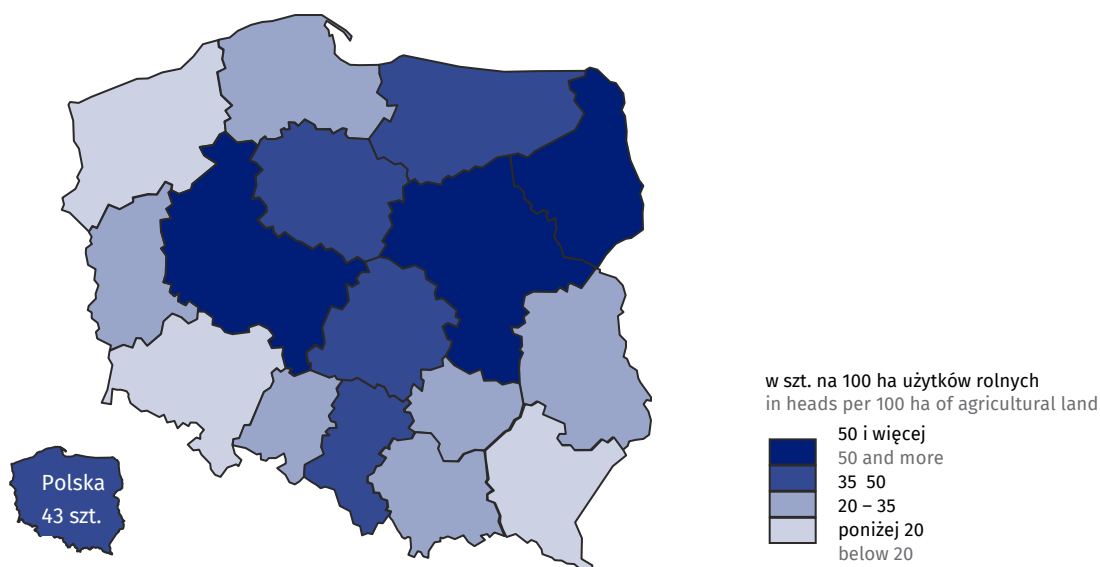 w szt. na 100 ha użytków rolnych
in heads per 100 ha of agricultural land
50 i więcej
50 and more
35 50
20 – 35
poniżej 20
below 20
Polska
43 szt.